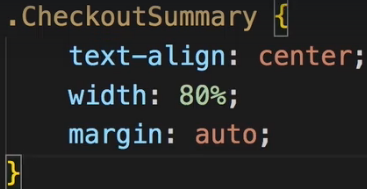 .CheckoutSummary {
    text-align: center;
    width: 80%;
    margin: auto;
}